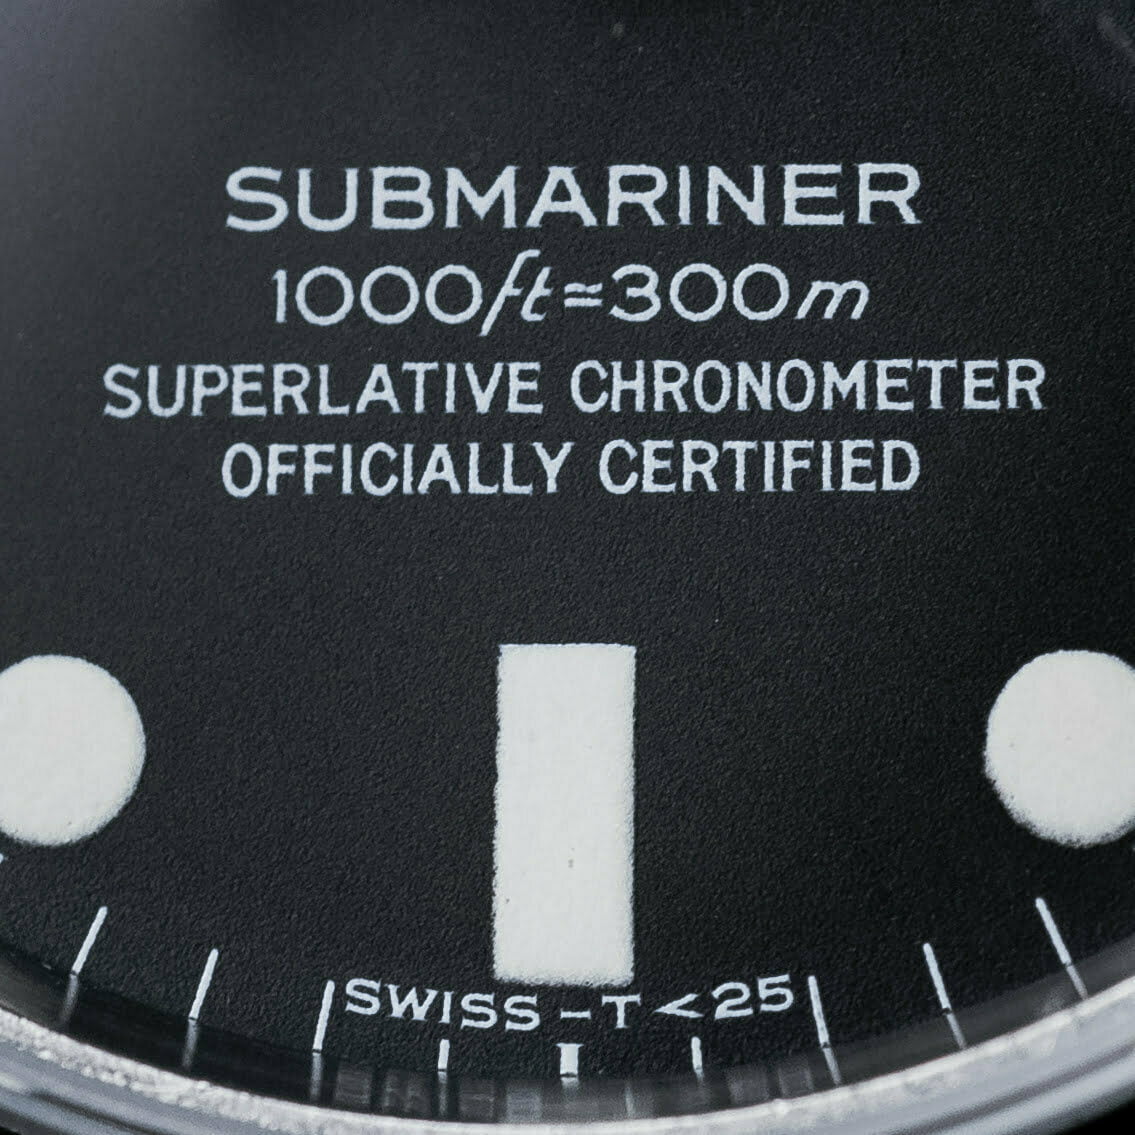 SUBMARINER
1000ft≃300m
SUPERLATIVE CHRONOMETER
OFFICIALLY CERTIFIED
SWISS – T < 25